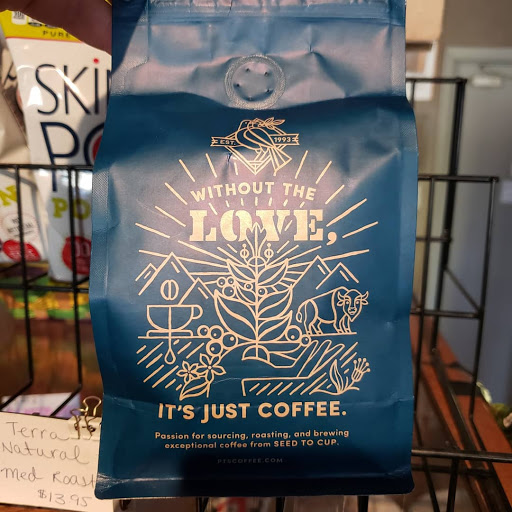 PURE
SKI
PO
EST. 1993
WITHOUT THE
LOVE,
IT'S JUST COFFEE.
Passion for sourcing, roasting, and brewing
exceptional coffee from SEED TO CUP.
PTSCOFFEE.COM
Terra
Natural
Med Roast
$13.95